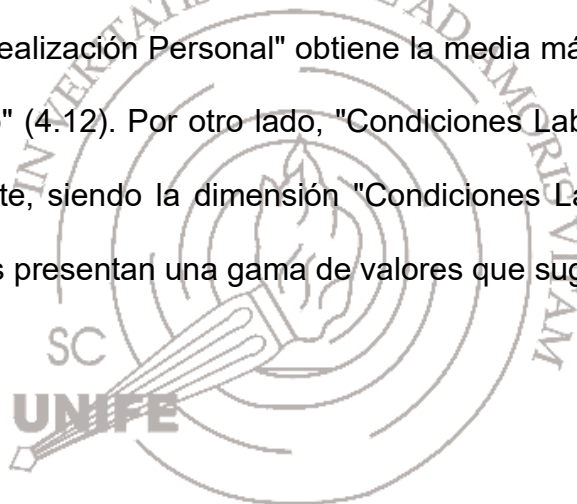 ealización Personal" obtiene la media má
" (4.12). Por otro lado, "Condiciones Lab
te, siendo la dimensión "Condiciones La
s presentan una gama de valores que sug
SC
UNIFE